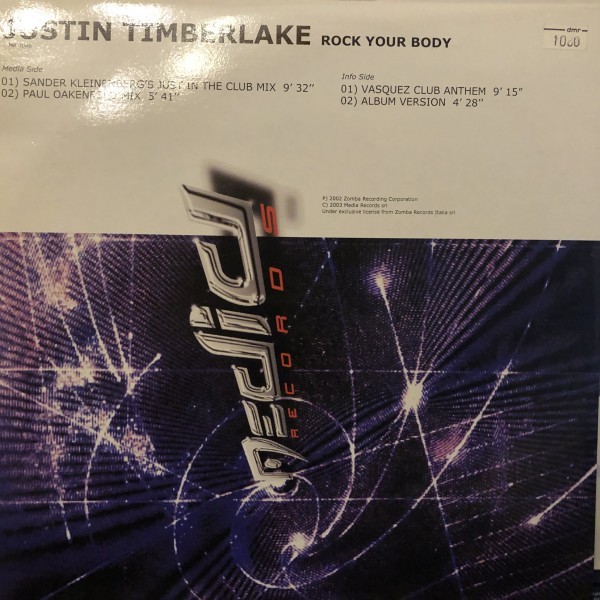 JUSTIN TIMBERLAKE ROCK YOUR BODY
dmr
1080
Media Side
01) SANDER KLEINENBERG'S JUST IN THE CLUB MIX 9' 32"
02) PAUL OAKENFOLD MIX 5' 41"
Info Side
01) VASQUEZ CLUB ANTHEM 9' 15"
02) ALBUM VERSION 4' 28"
P) 2002 Zomba Recording Corporation
C) 2003 Media Records srl
Under exclusive license from Zomba Records Italia srl
RECORDS